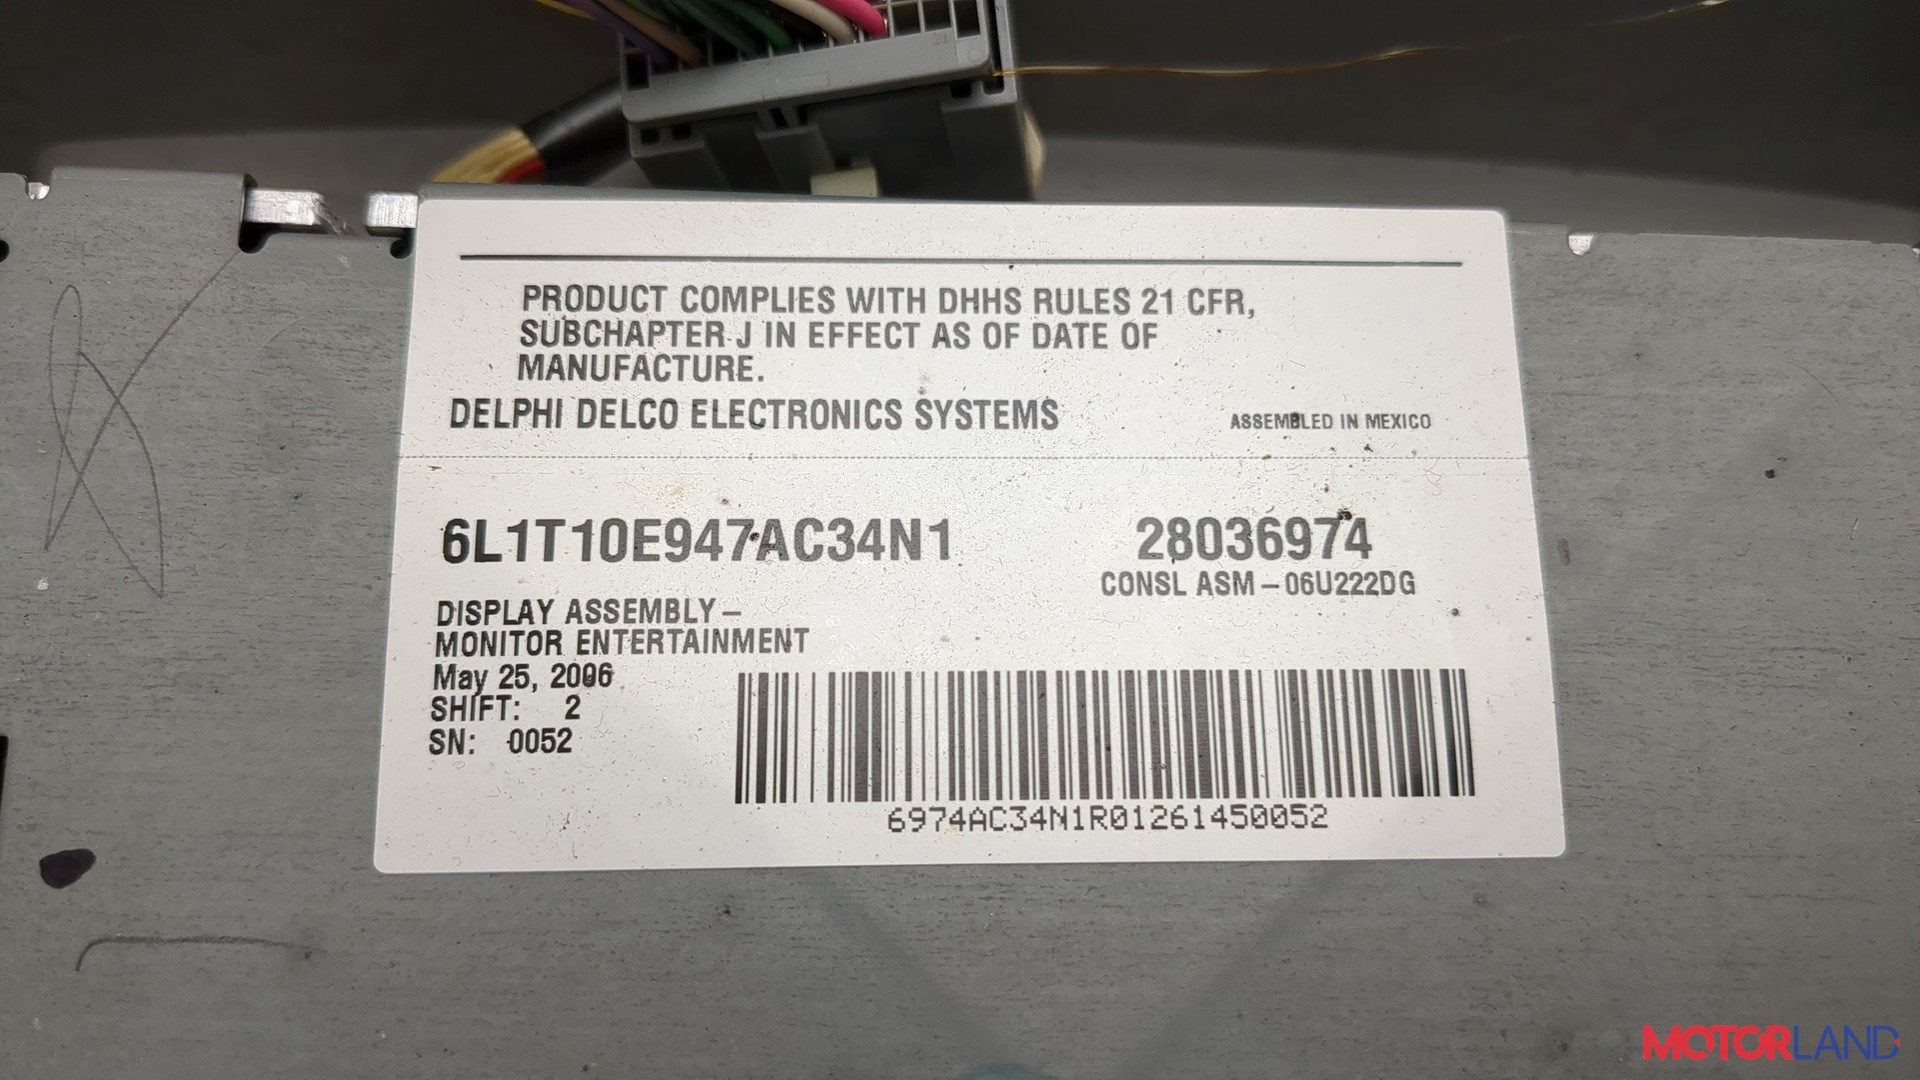 PRODUCT COMPLIES WITH DHHS RULES 21 CFR,
SUBCHAPTER J IN EFFECT AS OF DATE OF
MANUFACTURE.
DELPHI DELCO ELECTRONICS SYSTEMS
ASSEMBLED IN MEXICO
6L1T10E947AC34N1
28036974
CONSL ASM – 06U222DG
DISPLAY ASSEMBLY –
MONITOR ENTERTAINMENT
May 25, 2006
SHIFT: 2
SN: 0052
6974AC34N1R01261450052
MOTORLAND